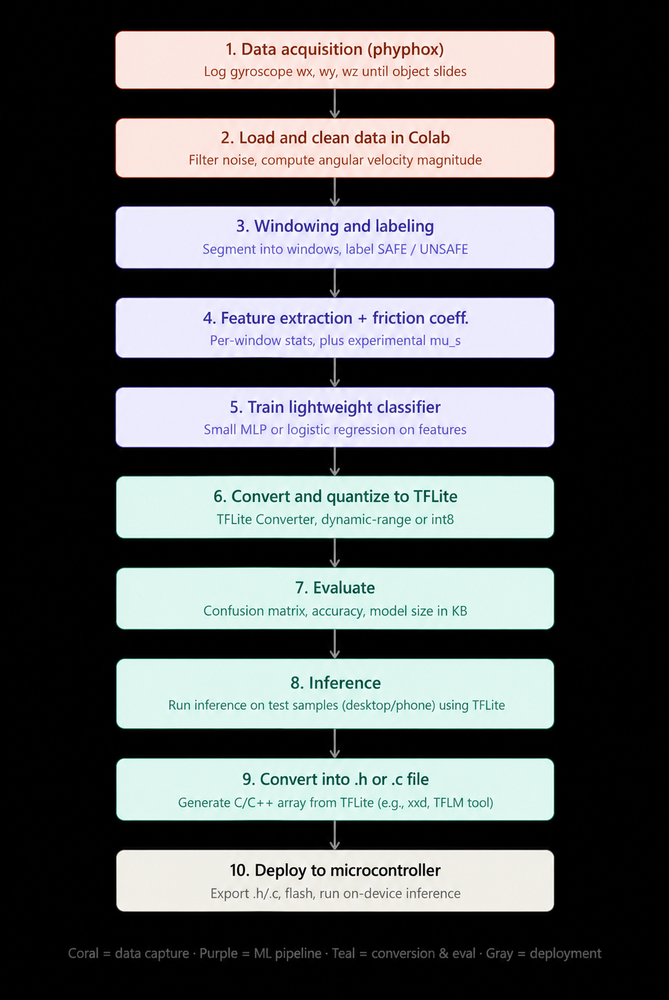 1. Data acquisition (phyphox)
Log gyroscope wx, wy, wz until object slides
2. Load and clean data in Colab
Filter noise, compute angular velocity magnitude
3. Windowing and labeling
Segment into windows, label SAFE / UNSAFE
4. Feature extraction + friction coeff.
Per-window stats, plus experimental mu_s
5. Train lightweight classifier
Small MLP or logistic regression on features
6. Convert and quantize to TFLite
TFLite Converter, dynamic-range or int8
7. Evaluate
Confusion matrix, accuracy, model size in KB
8. Inference
Run inference on test samples (desktop/phone) using TFLite
9. Convert into .h or .c file
Generate C/C++ array from TFLite (e.g., xxd, TFLM tool)
10. Deploy to microcontroller
Export .h/.c, flash, run on-device inference
Coral = data capture · Purple = ML pipeline · Teal = conversion & eval · Gray = deployment